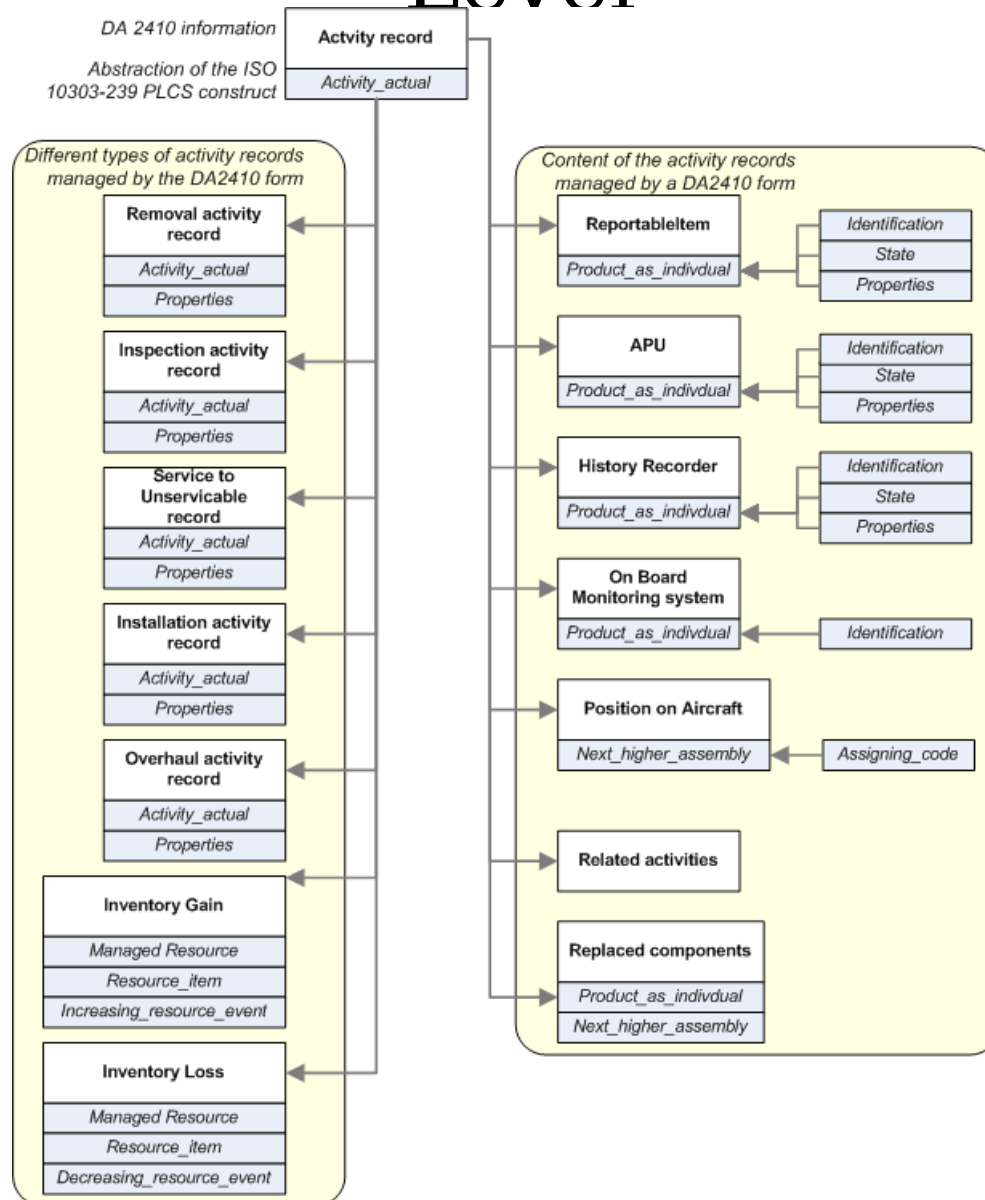 Level
DA 2410 information
Abstraction of the ISO
10303-239 PLCS construct
Actvity record
Activity_actual
Different types of activity records
managed by the DA2410 form
Removal activity
record
Activity_actual
Properties
Inspection activity
record
Activity_actual
Properties
Service to
Unservicable
record
Activity_actual
Properties
Installation activity
record
Activity_actual
Properties
Overhaul activity
record
Activity_actual
Properties
Inventory Gain
Managed Resource
Resource_item
Increasing_resource_event
Inventory Loss
Managed Resource
Resource_item
Decreasing_resource_event
Content of the activity records
managed by a DA2410 form
ReportableItem
Product_as_indivdual
Identification
State
Properties
APU
Product_as_indivdual
Identification
State
Properties
History Recorder
Product_as_indivdual
Identification
State
Properties
On Board
Monitoring system
Product_as_indivdual
Identification
Position on Aircraft
Next_higher_assembly
Assigning_code
Related activities
Replaced components
Product_as_indivdual
Next_higher_assembly